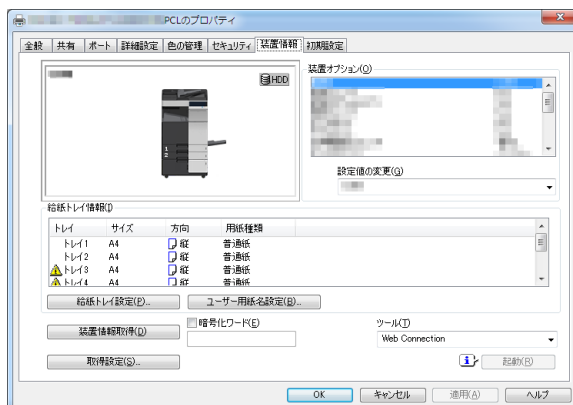 PCLのプロパティ
全般 共有 ポート 詳細設定 色の管理 セキュリティ 装置情報 初期設定
HDD
装置オプション(O)
設定値の変更(G)
給紙トレイ情報(I)
トレイ サイズ 方向 用紙種類
トレイ1 A4 縦 普通紙
トレイ2 A4 縦 普通紙
トレイ3 A4 縦 普通紙
トレイ4 A4 縦 普通紙
給紙トレイ設定(P)... ユーザー用紙名設定(B)...
装置情報取得(D) 暗号化ワード(E) ツール(T)
Web Connection
取得設定(S)... 起動(R)
OK キャンセル 適用(A) ヘルプ